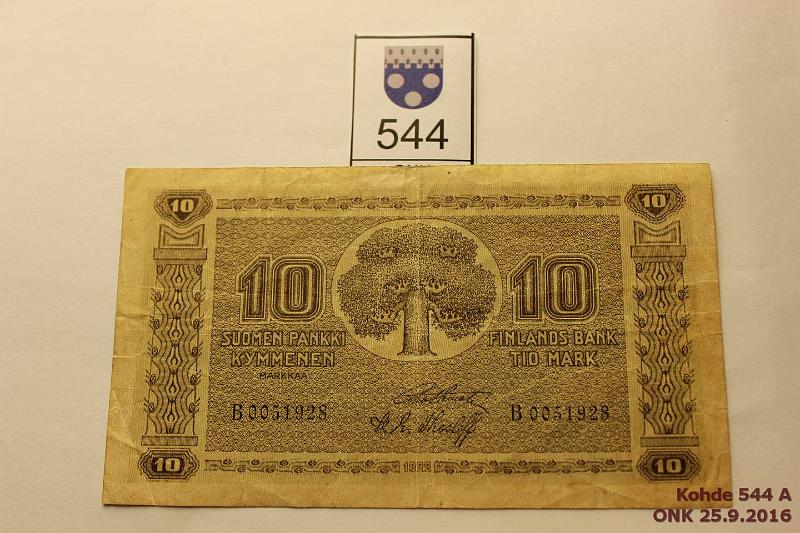 544
10 10
10 10
SUOMEN PANKKI FINLANDS BANK
KYMMENEN TIO MARK
MARKKAA
B 0051928 B 0051928
10 1922 10
Kohde 544 A
ONK 25.9.2016